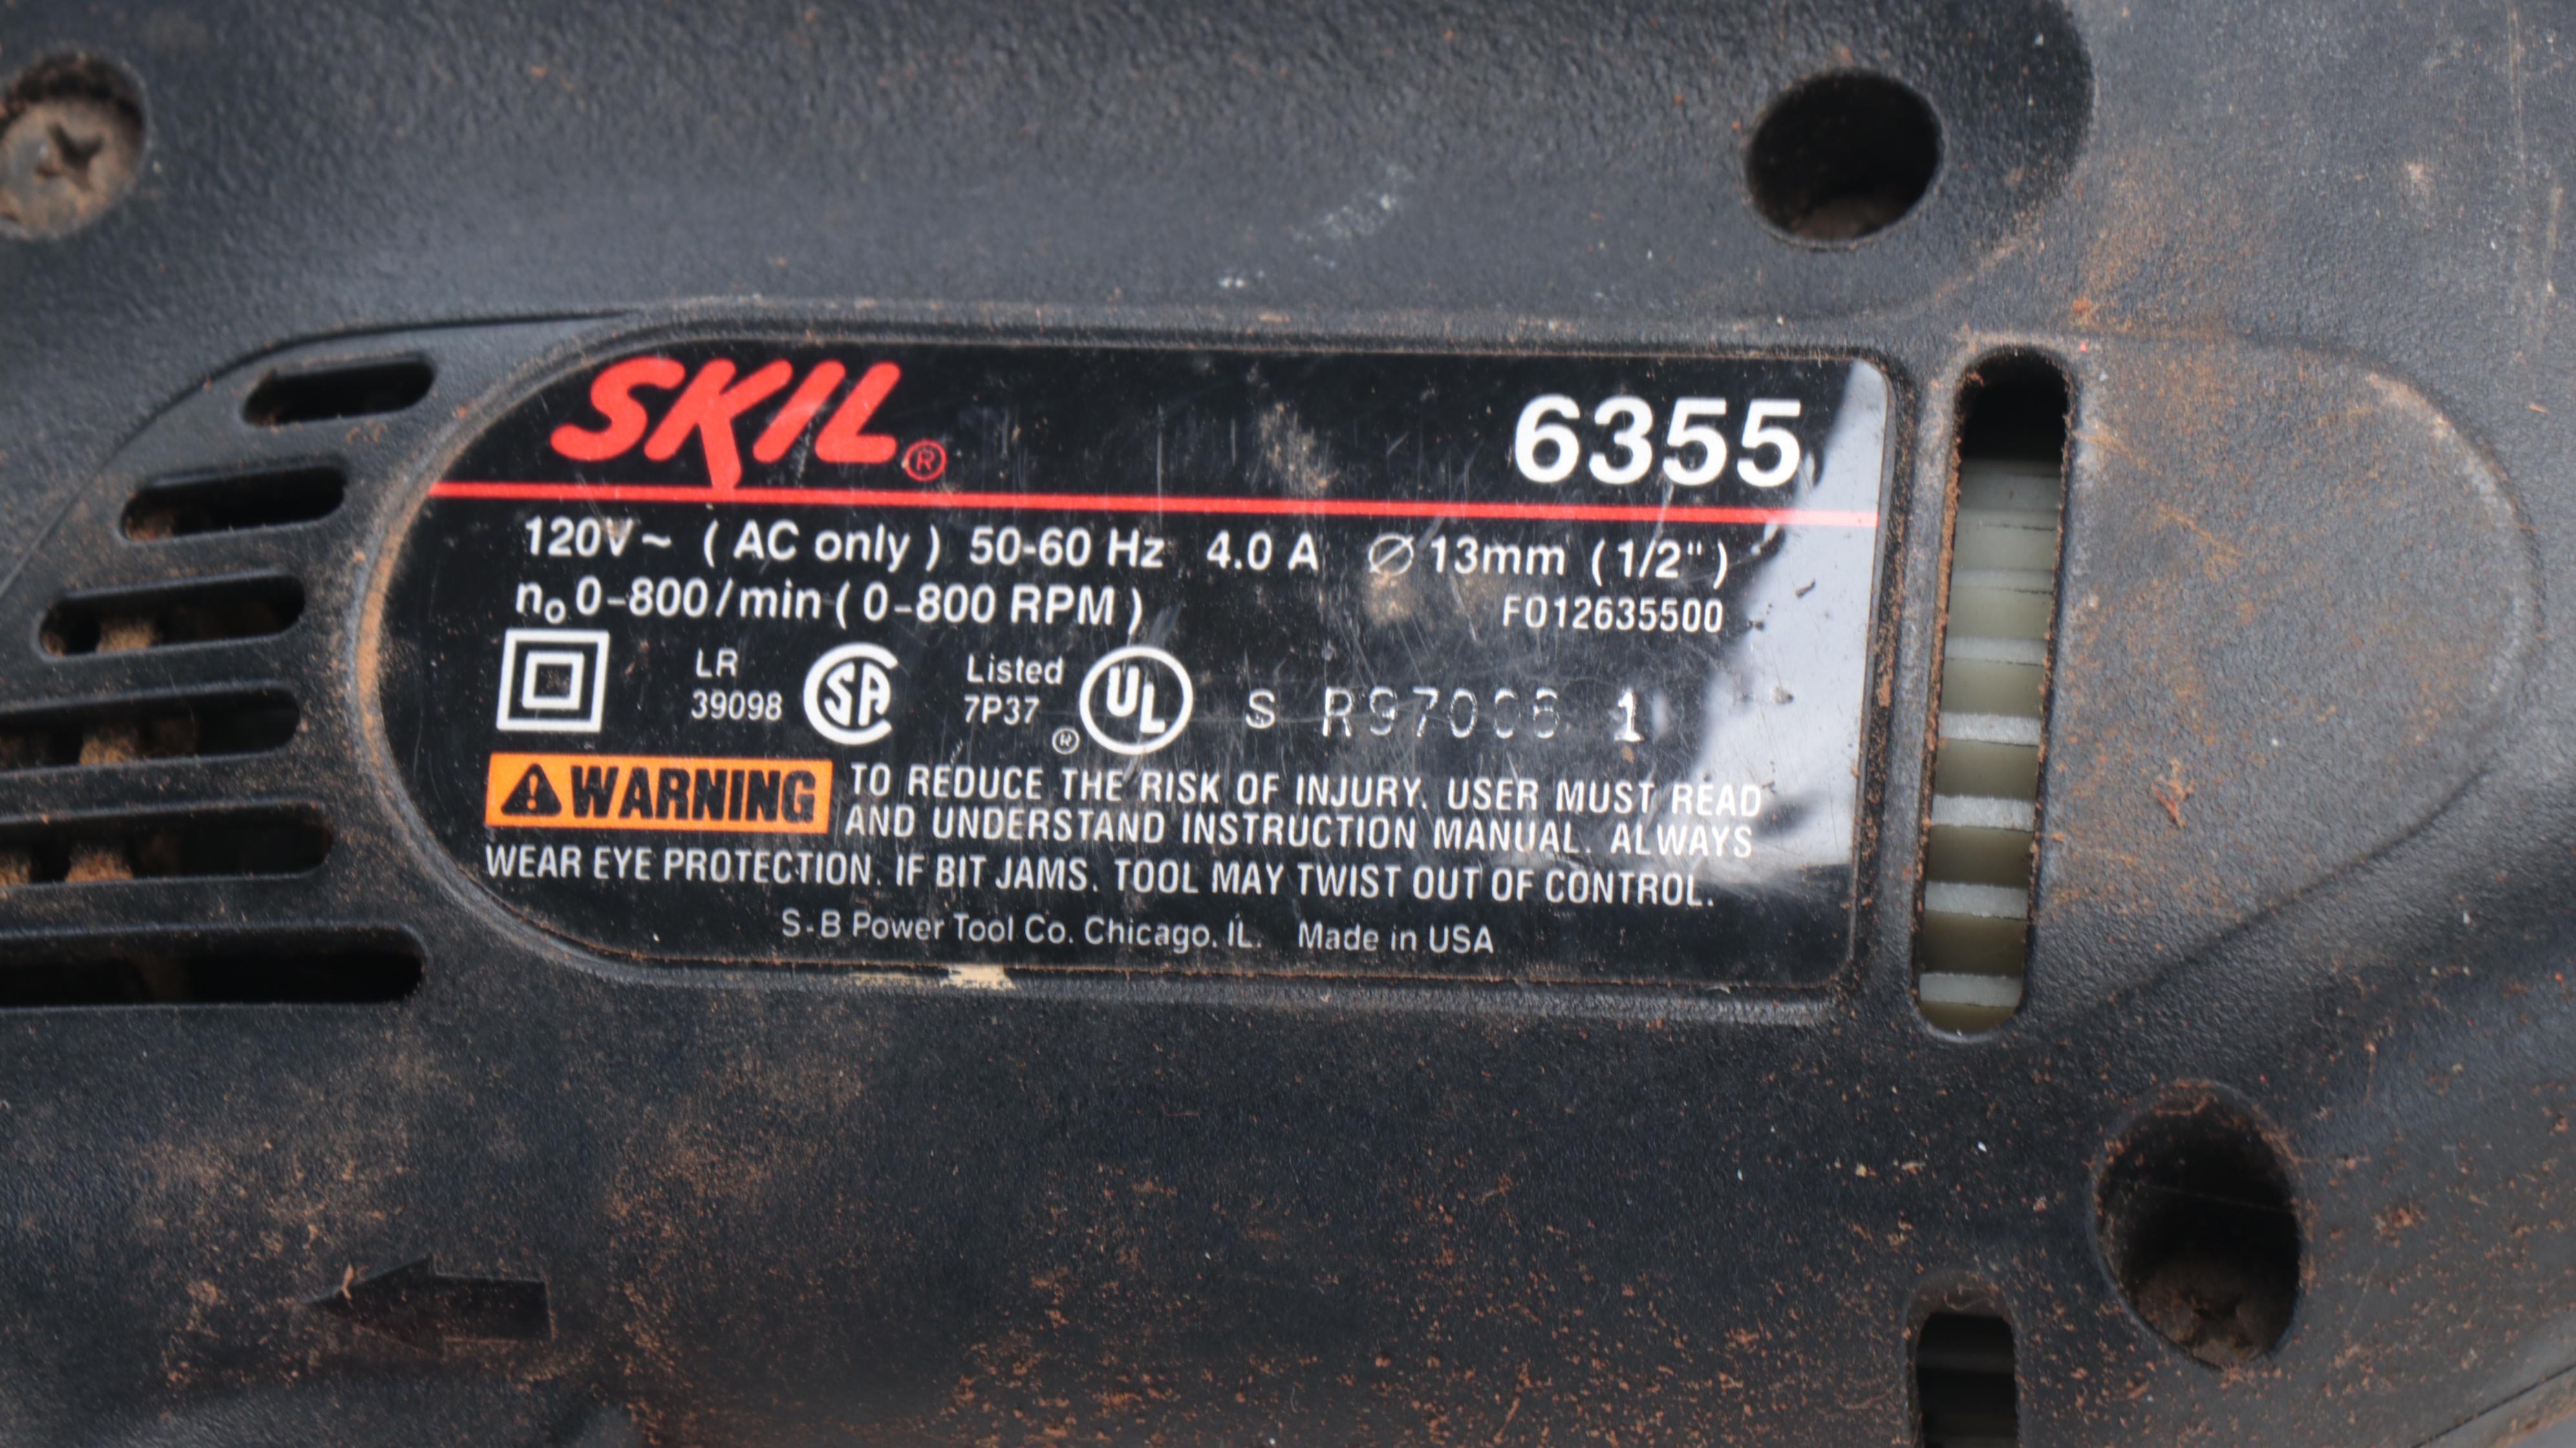 SKIL® 6355
120V~ (AC only) 50-60 Hz 4.0 A ⌀ 13mm (1/2")
n₀ 0-800/min (0-800 RPM) F012635500
LR
39098
SA
Listed
7P37
®
UL
S 1
WARNING TO REDUCE THE RISK OF INJURY. USER MUST READ
AND UNDERSTAND INSTRUCTION MANUAL. ALWAYS
WEAR EYE PROTECTION. IF BIT JAMS. TOOL MAY TWIST OUT OF CONTROL.
S-B Power Tool Co. Chicago. IL. Made in USA